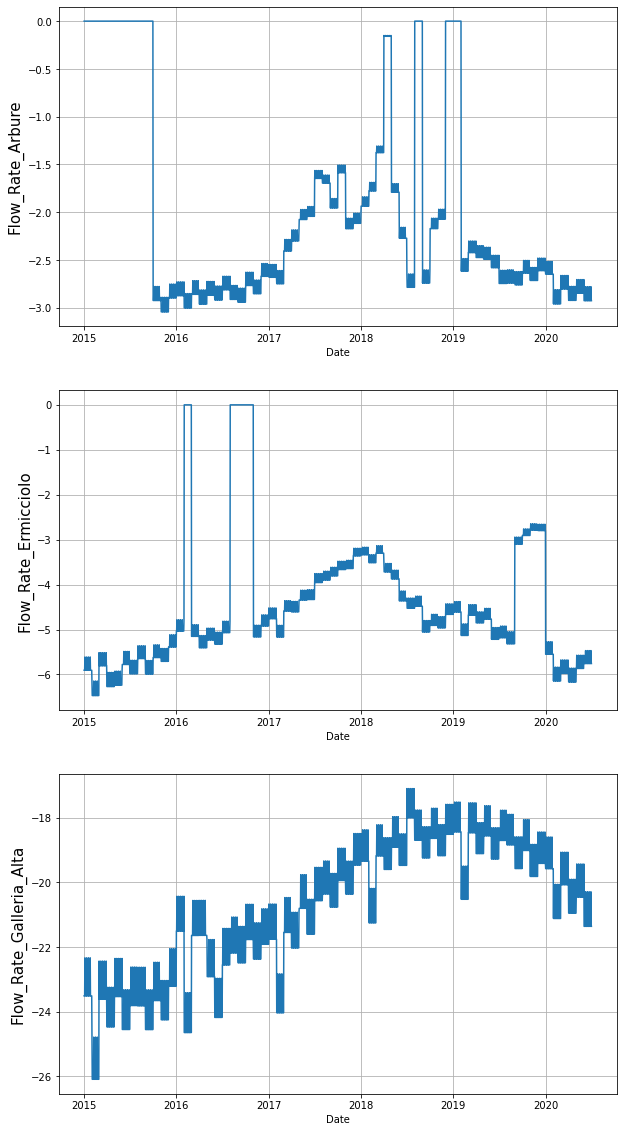 Flow_Rate_Arbure
0.0
−0.5
−1.0
−1.5
−2.0
−2.5
−3.0
2015 2016 2017 2018 2019 2020
Date
Flow_Rate_Ermicciolo
0
−1
−2
−3
−4
−5
−6
2015 2016 2017 2018 2019 2020
Date
Flow_Rate_Galleria_Alta
−18
−20
−22
−24
−26
2015 2016 2017 2018 2019 2020
Date